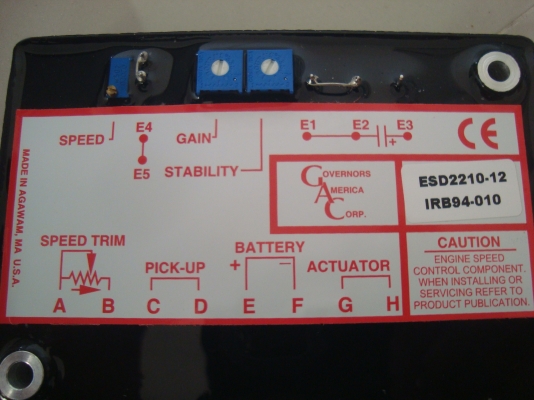 SPEED
E4
E5
GAIN
STABILITY
E1 E2 E3
+
CE
MADE IN AGAWAM, MA U.S.A.
GOVERNORS
AMERICA
CORP.
ESD2210-12
IRB94-010
SPEED TRIM
A B
PICK-UP
C D
BATTERY
+ −
E F
ACTUATOR
G H
CAUTION
ENGINE SPEED
CONTROL COMPONENT.
WHEN INSTALLING OR
SERVICING REFER TO
PRODUCT PUBLICATION.